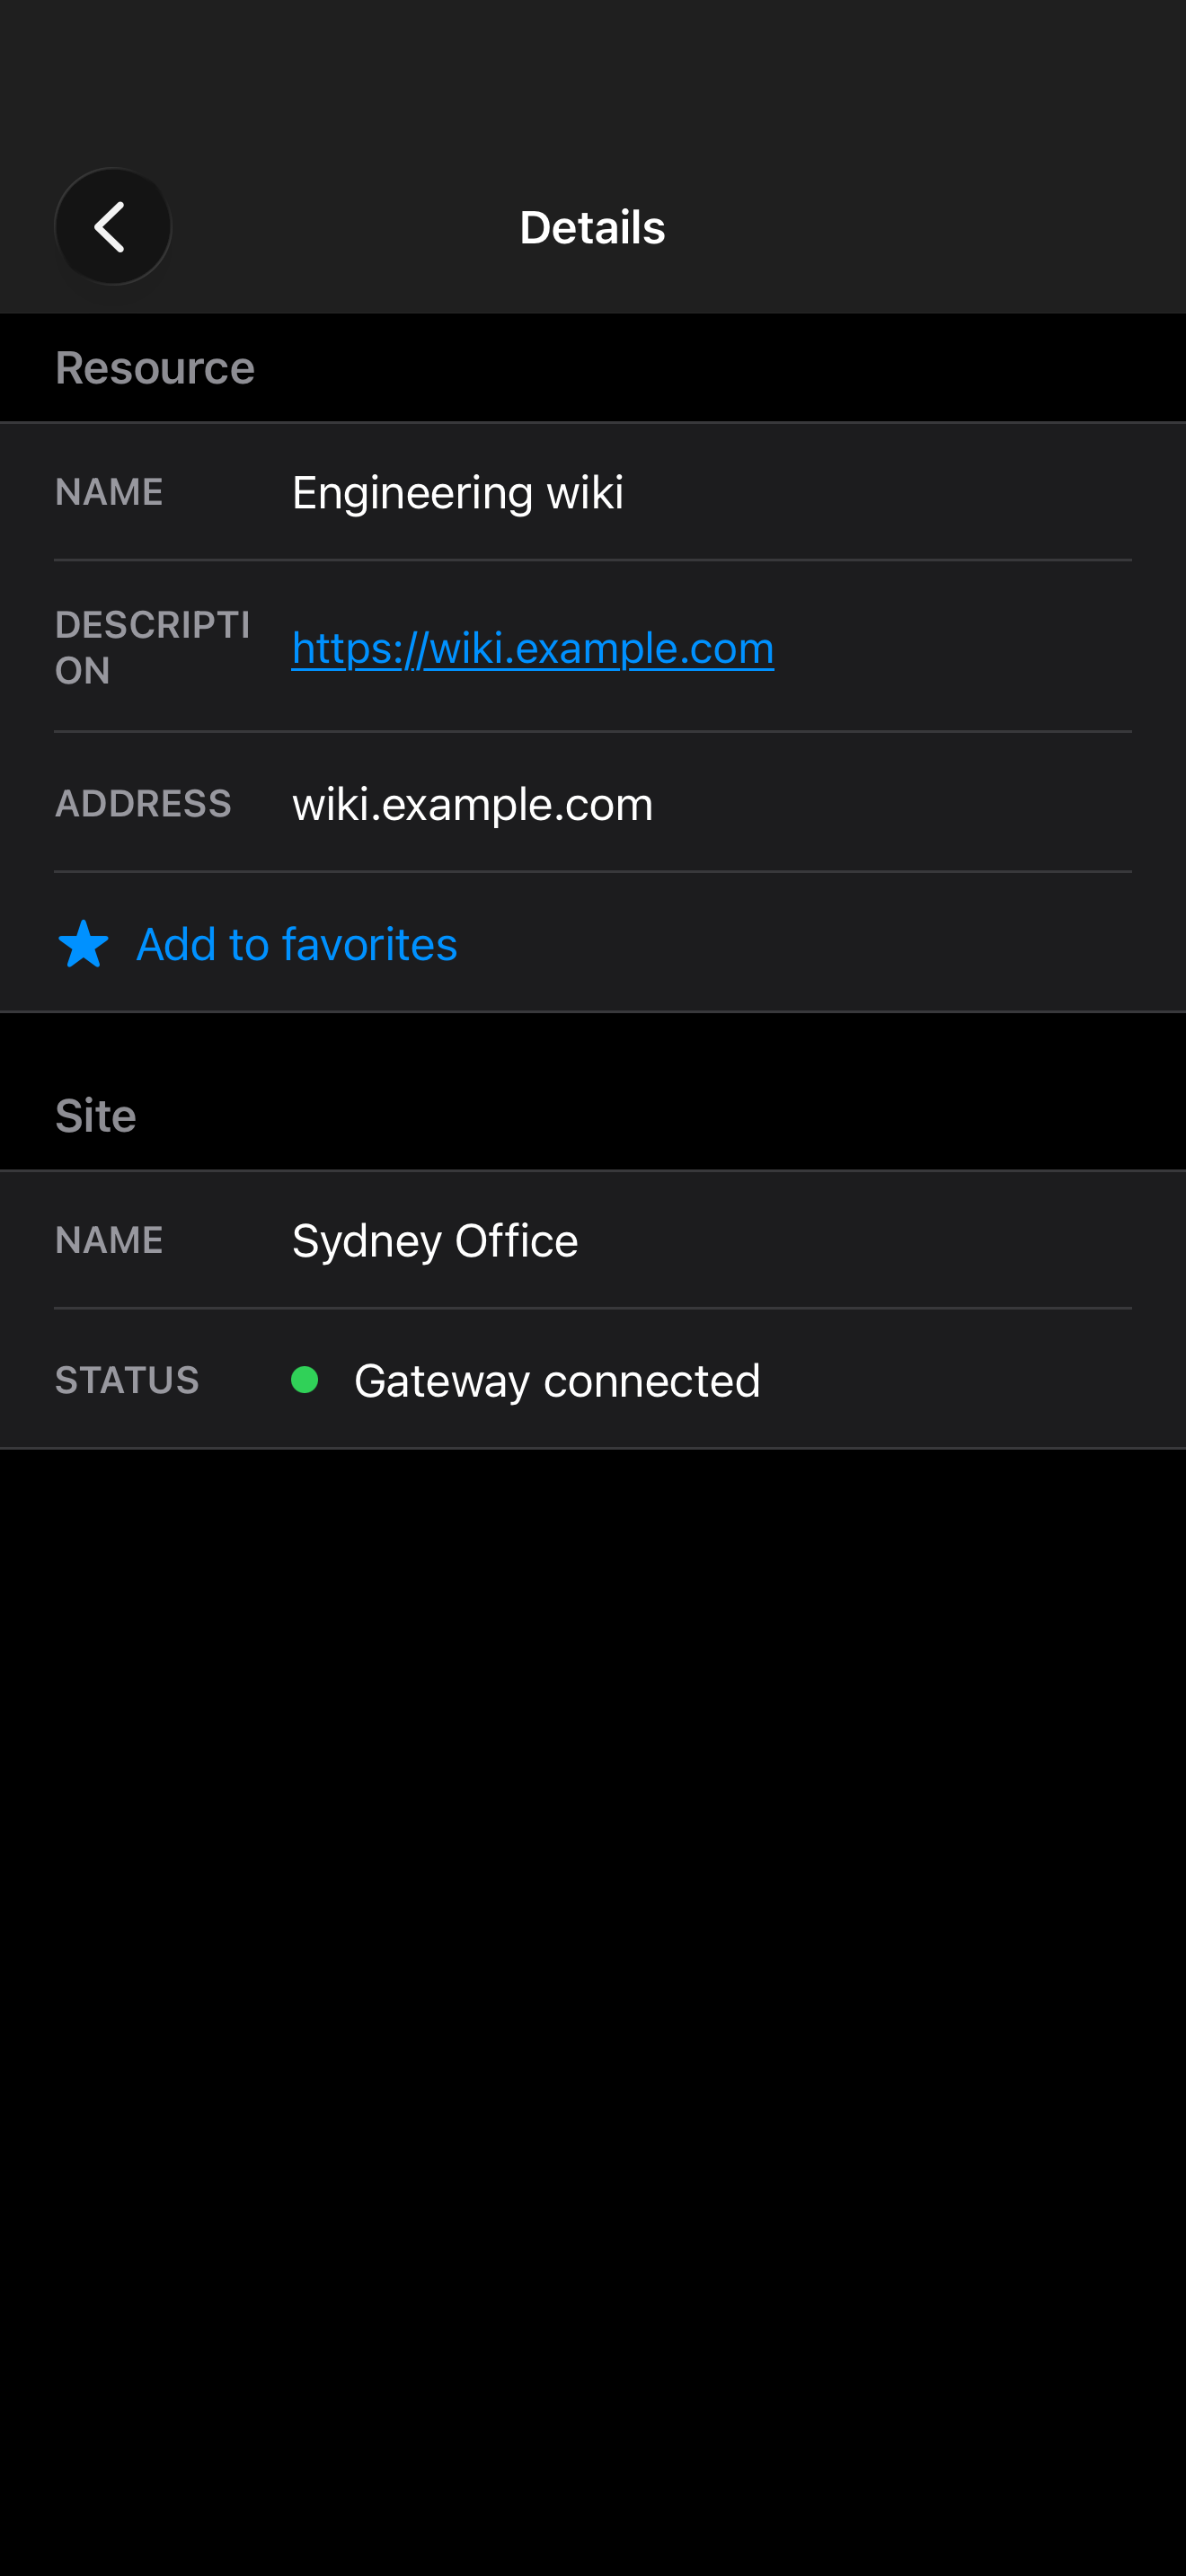 Details
Resource
NAME Engineering wiki
DESCRIPTI
ON
https://wiki.example.com
ADDRESS wiki.example.com
Add to favorites
Site
NAME Sydney Office
STATUS Gateway connected